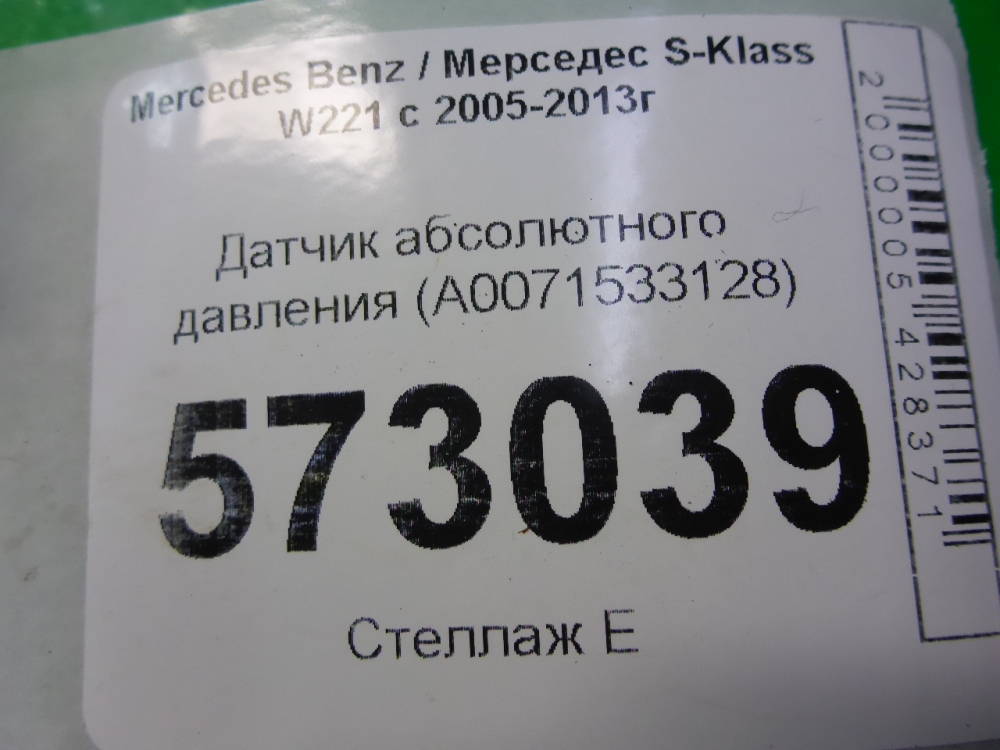 Mercedes Benz / Мерседес S-Klass
W221 с 2005-2013г
Датчик абсолютного
давления (A0071533128)
573039
Стеллаж Е
2000005428371